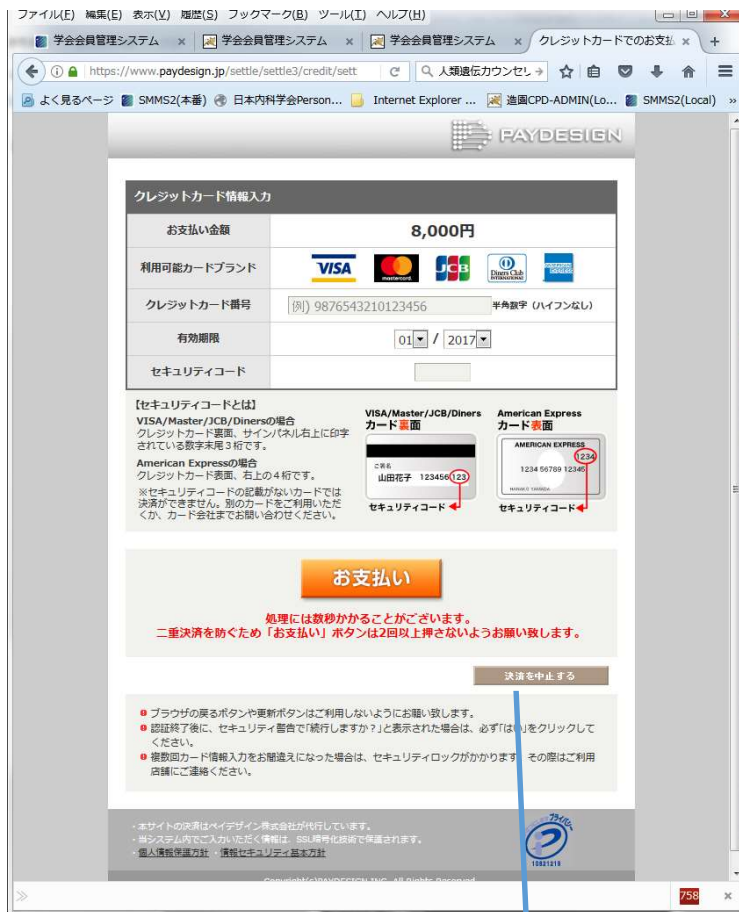 ファイル(F) 編集(E) 表示(V) 履歴(S) ブックマーク(B) ツール(T) ヘルプ(H)
学会会員管理システム × 学会会員管理システム × 学会会員管理システム × クレジットカードでのお支払 × +
https://www.paydesign.jp/settle/settle3/credit/sett 人類遺伝カウンセリ
よく見るページ SMMS2(本番) 日本内科学会Person... Internet Explorer ... 造園CPD-ADMIN(Lo... SMMS2(Local) »
PAYDESIGN
クレジットカード情報入力
お支払い金額 8,000円
利用可能カードブランド VISA mastercard. JCB Diners Club INTERNATIONAL AMERICAN EXPRESS
クレジットカード番号 例) 9876543210123456 半角数字 (ハイフンなし)
有効期限 01 / 2017
セキュリティコード
【セキュリティコードとは】
VISA/Master/JCB/Dinersの場合
クレジットカード裏面、サインパネル右上に印字
されている数字末尾3桁です。
American Expressの場合
クレジットカード表面、右上の4桁です。
※セキュリティコードの記載がないカードでは
決済ができません。別のカードをご利用いただ
くか、カード会社までお問い合わせください。
VISA/Master/JCB/Diners
カード裏面
ご署名
山田花子 123456 123
セキュリティコード
American Express
カード表面
AMERICAN EXPRESS
1234
1234 56789 12345
HANAKO YAMADA
セキュリティコード
お支払い
処理には数秒かかることがございます。
二重決済を防ぐため「お支払い」ボタンは2回以上押さないようお願い致します。
決済を中止する
ブラウザの戻るボタンや更新ボタンはご利用しないようにお願い致します。
認証終了後に、セキュリティ警告で「続行しますか？」と表示された場合は、必ず「はい」をクリックして
ください。
複数回カード情報入力をお間違えになった場合は、セキュリティロックがかかります。その際はご利用
店舗にご連絡ください。
・本サイトの決済はペイデザイン株式会社が代行しています。
・当システム内でご入力いただく情報は、SSL暗号化技術で保護されます。
・個人情報保護方針 ・情報セキュリティ基本方針
プライバシー
10821218
Copyright(c)PAYDESIGN INC. All Rights Reserved.
758 ×